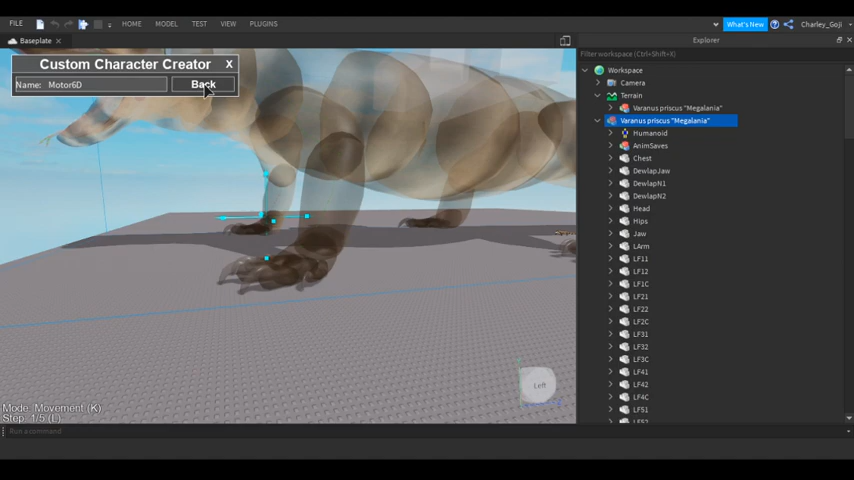 FILE
HOME
MODEL
TEST
VIEW
PLUGINS
What's New
Charley_Goji
Baseplate
Custom Character Creator
X
Name: Motor6D
Back
Left
Mode: Movement (K)
Step: 1/5 (L)
Run a command
Explorer
Filter workspace (Ctrl+Shift+X)
Workspace
Camera
Terrain
Varanus priscus "Megalania"
Varanus priscus "Megalania"
Humanoid
AnimSaves
Chest
DewlapJaw
DewlapN1
DewlapN2
Head
Hips
Jaw
LArm
LF11
LF12
LF1C
LF21
LF22
LF2C
LF31
LF32
LF3C
LF41
LF42
LF4C
LF51
LF52